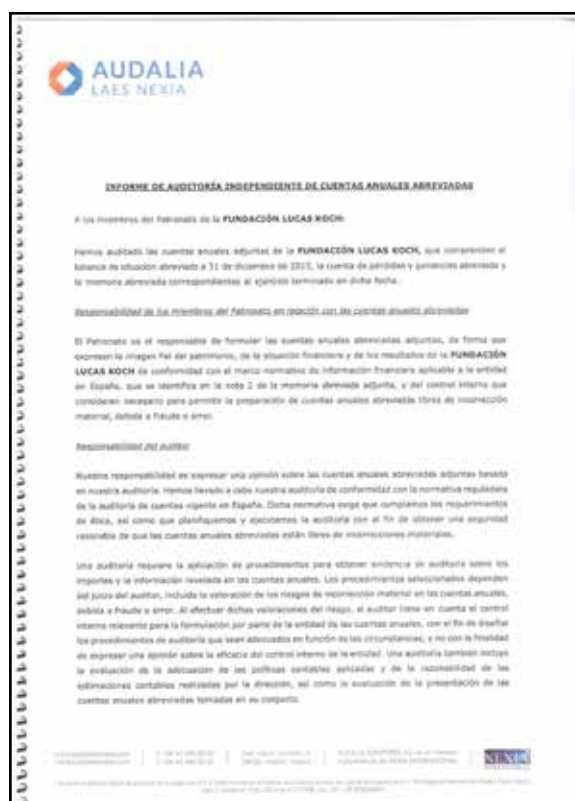 AUDALIA
LAES NEXIA
INFORME DE AUDITORÍA INDEPENDIENTE DE CUENTAS ANUALES ABREVIADAS
A los miembros del Patronato de la FUNDACIÓN LUCAS KOCH:
Hemos auditado las cuentas anuales adjuntas de la FUNDACIÓN LUCAS KOCH, que comprenden el
balance de situación abreviado a 31 de diciembre de, la cuenta de pérdidas y ganancias abreviada y
la memoria abreviada correspondientes al ejercicio terminado en dicha fecha.
Responsabilidad de los miembros del Patronato en relación con las cuentas anuales abreviadas
El Patronato es el responsable de formular las cuentas anuales abreviadas adjuntas, de forma que
expresen la imagen fiel del patrimonio, de la situación financiera y de los resultados de la FUNDACIÓN
LUCAS KOCH de conformidad con el marco normativo de información financiera aplicable a la entidad
en España, que se identifica en la nota 2 de la memoria abreviada adjunta, y del control interno que
consideren necesario para permitir la preparación de cuentas anuales abreviadas libres de incorrección
material, debida a fraude o error.
Responsabilidad del auditor
Nuestra responsabilidad es expresar una opinión sobre las cuentas anuales abreviadas adjuntas basada
en nuestra auditoría. Hemos llevado a cabo nuestra auditoría de conformidad con la normativa reguladora
de la auditoría de cuentas vigente en España. Dicha normativa exige que cumplamos los requerimientos
de ética, así como que planifiquemos y ejecutemos la auditoría con el fin de obtener una seguridad
razonable de que las cuentas anuales abreviadas están libres de incorrecciones materiales.
Una auditoría requiere la aplicación de procedimientos para obtener evidencia de auditoría sobre los
importes y la información revelada en las cuentas anuales. Los procedimientos seleccionados dependen
del juicio del auditor, incluida la valoración de los riesgos de incorrección material en las cuentas anuales,
debida a fraude o error. Al efectuar dichas valoraciones del riesgo, el auditor tiene en cuenta el control
interno relevante para la formulación por parte de la entidad de las cuentas anuales, con el fin de diseñar
los procedimientos de auditoría que sean adecuados en función de las circunstancias, y no con la finalidad
de expresar una opinión sobre la eficacia del control interno de la entidad. Una auditoría también incluye
la evaluación de la adecuación de las políticas contables aplicadas y de la razonabilidad de las
estimaciones contables realizadas por la dirección, así como la evaluación de la presentación de las
cuentas anuales abreviadas tomadas en su conjunto.
NEXIA